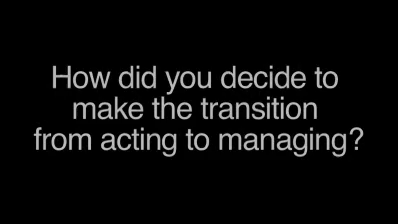 How did you decide to
make the transition
from acting to managing?